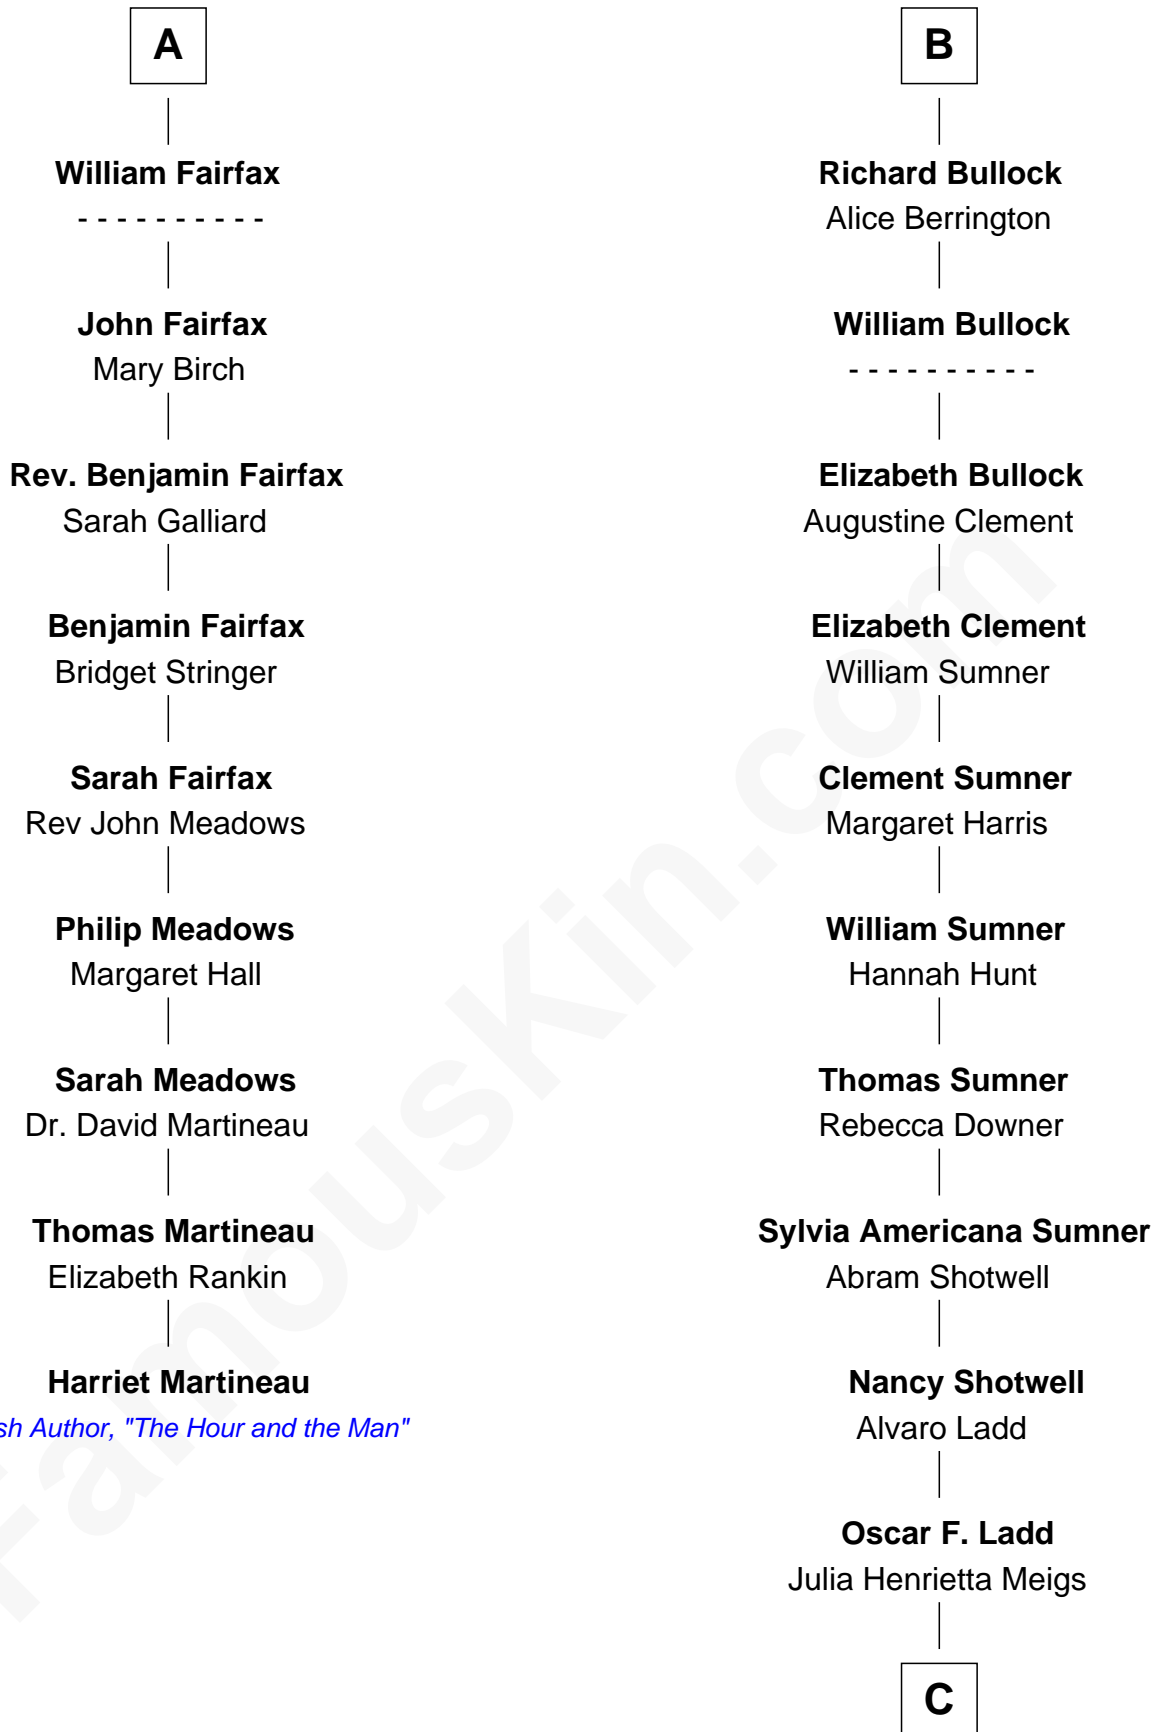 A
William Fairfax
- - - - - - - - - -
John Fairfax
Mary Birch
Rev. Benjamin Fairfax
Sarah Galliard
Benjamin Fairfax
Bridget Stringer
Sarah Fairfax
Rev John Meadows
Philip Meadows
Margaret Hall
Sarah Meadows
Dr. David Martineau
Thomas Martineau
Elizabeth Rankin
Harriet Martineau
Author, "The Hour and the Man"
B
Richard Bullock
Alice Berrington
William Bullock
- - - - - - - - - -
Elizabeth Bullock
Augustine Clement
Elizabeth Clement
William Sumner
Clement Sumner
Margaret Harris
William Sumner
Hannah Hunt
Thomas Sumner
Rebecca Downer
Sylvia Americana Sumner
Abram Shotwell
Nancy Shotwell
Alvaro Ladd
Oscar F. Ladd
Julia Henrietta Meigs
C
FamousKin.com